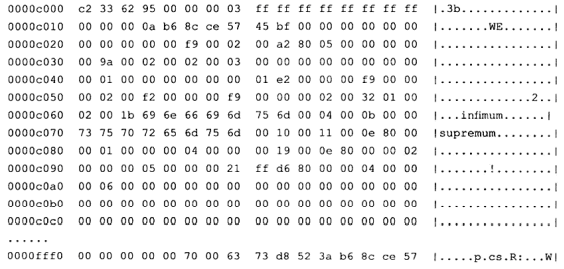 0000c000 c2 33 62 95 00 00 00 03 ff ff ff ff ff ff ff ff |.3b.............|
0000c010 00 00 00 0a b6 8c ce 57 45 bf 00 00 00 00 00 00 |.......WE.......|
0000c020 00 00 00 00 00 f9 00 02 00 a2 80 05 00 00 00 00 |................|
0000c030 00 9a 00 02 00 02 00 03 00 00 00 00 00 00 00 00 |................|
0000c040 00 01 00 00 00 00 00 00 01 e2 00 00 00 f9 00 00 |................|
0000c050 00 02 00 f2 00 00 00 f9 00 00 00 02 00 32 01 00 |.............2..|
0000c060 02 00 1b 69 6e 66 69 6d 75 6d 00 04 00 0b 00 00 |...infimum......|
0000c070 73 75 70 72 65 6d 75 6d 00 10 00 11 00 0e 80 00 |supremum........|
0000c080 00 01 00 00 00 04 00 00 00 19 00 0e 80 00 00 02 |................|
0000c090 00 00 00 05 00 00 00 21 ff d6 80 00 00 04 00 00 |.......!........|
0000c0a0 00 06 00 00 00 00 00 00 00 00 00 00 00 00 00 00 |................|
0000c0b0 00 00 00 00 00 00 00 00 00 00 00 00 00 00 00 00 |................|
0000c0c0 00 00 00 00 00 00 00 00 00 00 00 00 00 00 00 00 |................|
......
0000fff0 00 00 00 00 00 70 00 63 73 d8 52 3a b6 8c ce 57 |.....p.cs.R:...W|